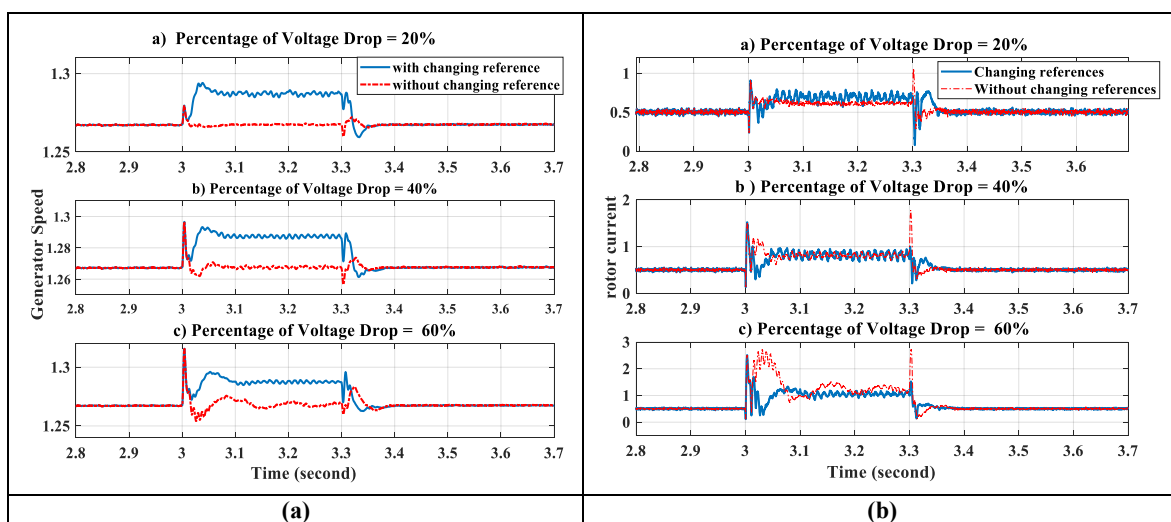 a) Percentage of Voltage Drop = 20%
1.3
1.25
with changing reference
without changing reference
2.8 2.9 3 3.1 3.2 3.3 3.4 3.5 3.6 3.7
b) Percentage of Voltage Drop = 40%
1.3
1.28
1.26
2.8 2.9 3 3.1 3.2 3.3 3.4 3.5 3.6 3.7
c) Percentage of Voltage Drop = 60%
1.3
1.25
2.8 2.9 3 3.1 3.2 3.3 3.4 3.5 3.6 3.7
Generator Speed
Time (second)
(a)
a) Percentage of Voltage Drop = 20%
1
0.5
0
Changing references
Without changing references
2.8 2.9 3 3.1 3.2 3.3 3.4 3.5 3.6
b ) Percentage of Voltage Drop = 40%
2
1
0
2.8 2.9 3 3.1 3.2 3.3 3.4 3.5 3.6 3.7
c) Percentage of Voltage Drop = 60%
3
2
1
0
2.8 2.9 3 3.1 3.2 3.3 3.4 3.5 3.6 3.7
rotor current
Time (second)
(b)